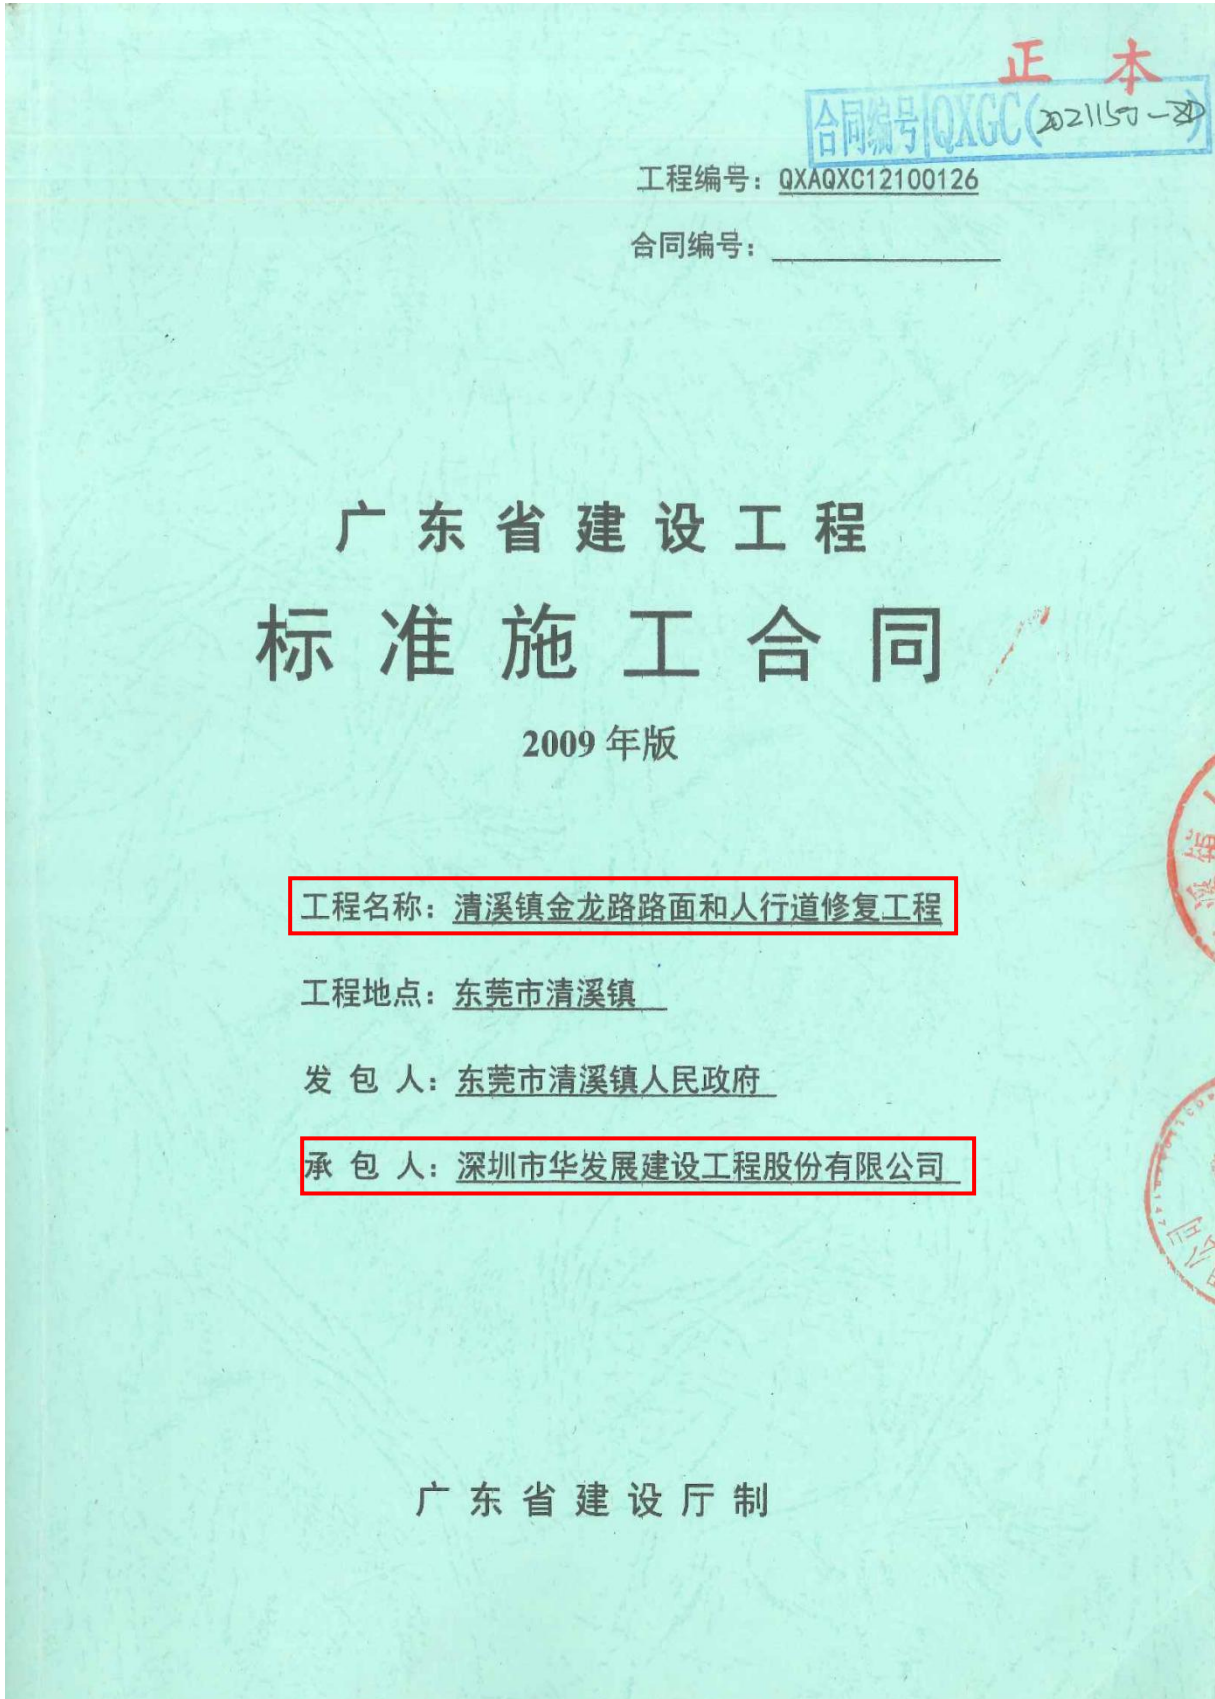 正 本
合同编号 QXGC(2021150-ZD)
工程编号：QXAQXC12100126
合同编号：
广东省建设工程
标准施工合同
2009年版
工程名称：清溪镇金龙路路面和人行道修复工程
工程地点：东莞市清溪镇
发 包 人：东莞市清溪镇人民政府
承 包 人：深圳市华发展建设工程股份有限公司
广东省建设厅制